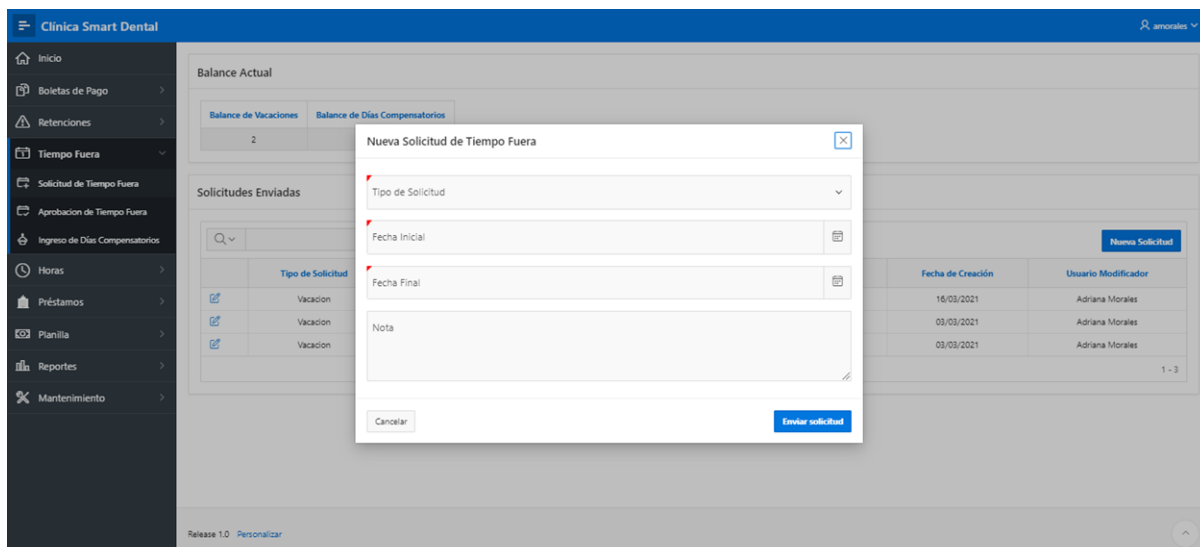 Clínica Smart Dental
amorales
Inicio
Boletas de Pago
Retenciones
Tiempo Fuera
Solicitud de Tiempo Fuera
Aprobacion de Tiempo Fuera
Ingreso de Días Compensatorios
Horas
Préstamos
Planilla
Reportes
Mantenimiento
Balance Actual
Balance de Vacaciones Balance de Días Compensatorios
2
Solicitudes Enviadas
Nueva Solicitud
Tipo de Solicitud Fecha de Creación Usuario Modificador
Vacacion 16/03/2021 Adriana Morales
Vacacion 03/03/2021 Adriana Morales
Vacacion 03/03/2021 Adriana Morales
1 - 3
Nueva Solicitud de Tiempo Fuera
Tipo de Solicitud
Fecha Inicial
Fecha Final
Nota
Cancelar
Enviar solicitud
Release 1.0 Personalizar